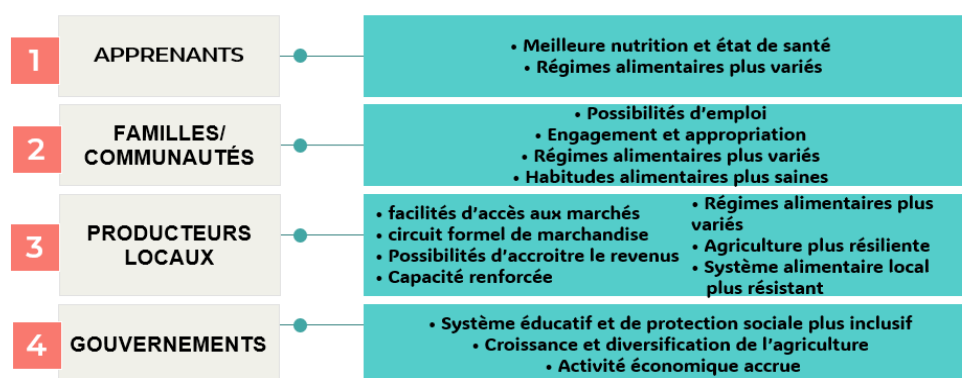 1
APPRENANTS
• Meilleure nutrition et état de santé
• Régimes alimentaires plus variés
2
FAMILLES/
COMMUNAUTÉS
• Possibilités d’emploi
• Engagement et appropriation
• Régimes alimentaires plus variés
• Habitudes alimentaires plus saines
3
PRODUCTEURS
LOCAUX
• facilités d’accès aux marchés
• circuit formel de marchandise
• Possibilités d’accroitre le revenus
• Capacité renforcée
• Régimes alimentaires plus
variés
• Agriculture plus résiliente
• Système alimentaire local
plus résistant
4
GOUVERNEMENTS
• Système éducatif et de protection sociale plus inclusif
• Croissance et diversification de l’agriculture
• Activité économique accrue